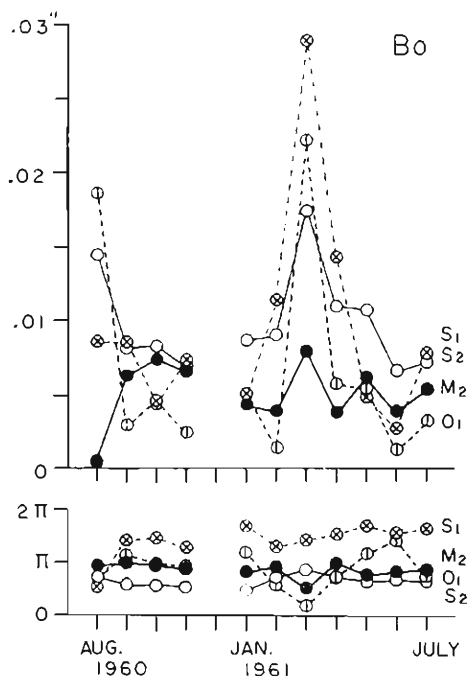 .03"
Bo
.02
.01
S1
S2
M2
O1
0
2π
S1
π
M2
O1
0
S2
AUG.
JAN.
JULY
1960
1961